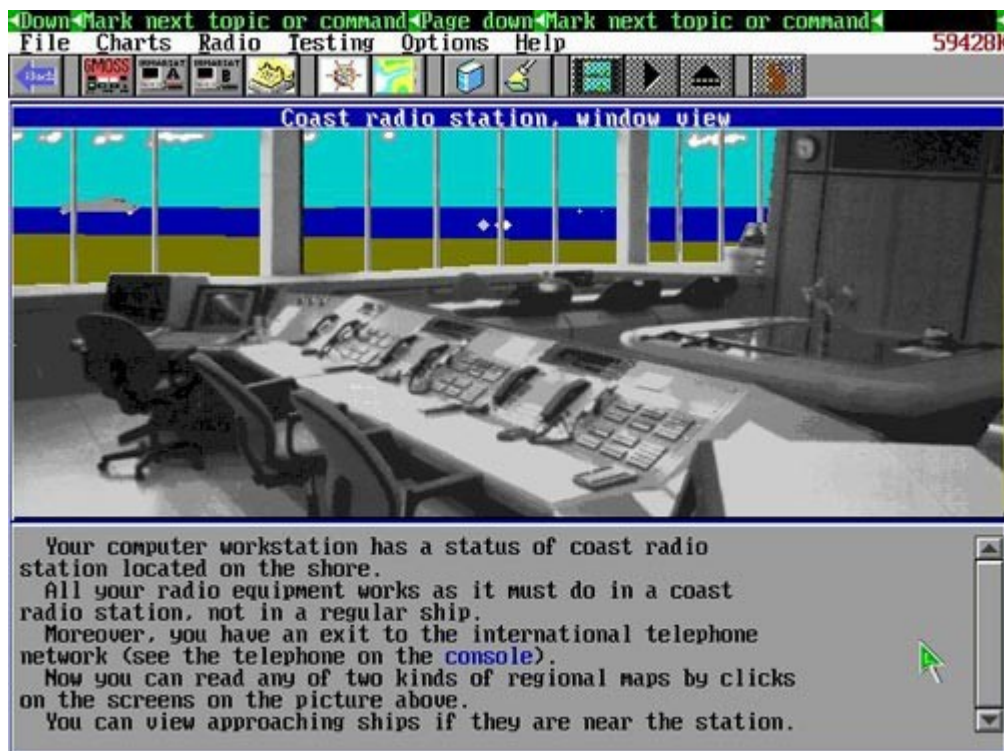 Down Mark next topic or command Page down Mark next topic or command
File Charts Radio Testing Options Help 59428K
Back GMDSS INMARSAT A INMARSAT B
Coast radio station, window view
Your computer workstation has a status of coast radio
station located on the shore.
All your radio equipment works as it must do in a coast
radio station, not in a regular ship.
Moreover, you have an exit to the international telephone
network (see the telephone on the console).
Now you can read any of two kinds of regional maps by clicks
on the screens on the picture above.
You can view approaching ships if they are near the station.